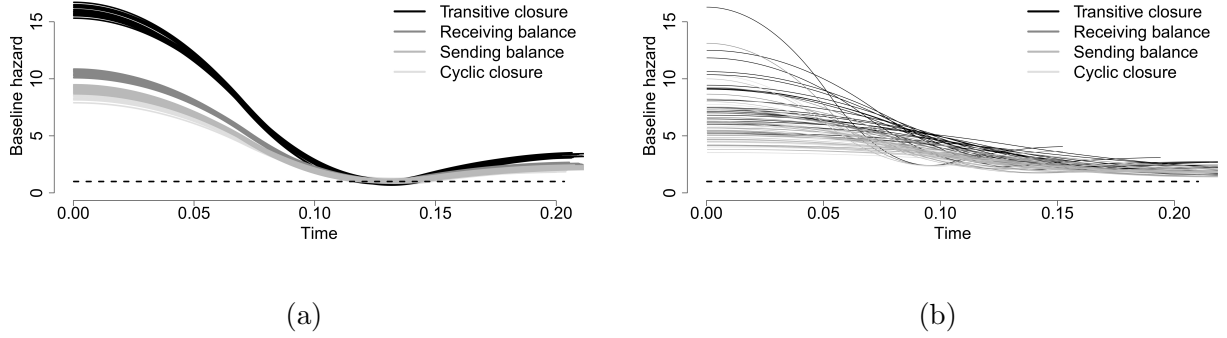 Baseline hazard
15
10
5
0
0.00 0.05 0.10 0.15 0.20
Time
Transitive closure
Receiving balance
Sending balance
Cyclic closure
(a)
Baseline hazard
15
10
5
0
0.00 0.05 0.10 0.15 0.20
Time
Transitive closure
Receiving balance
Sending balance
Cyclic closure
(b)